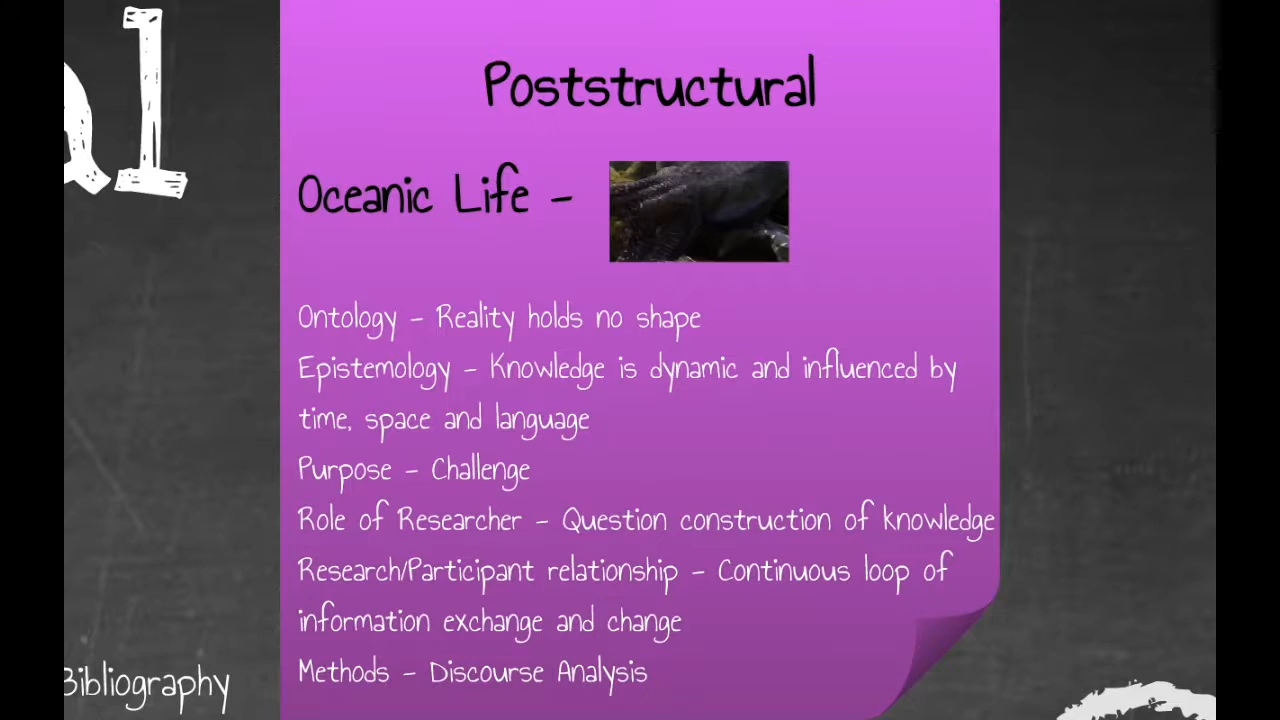 Poststructural
Oceanic Life -
Ontology - Reality holds no shape
Epistemology - Knowledge is dynamic and influenced by
time, space and language
Purpose - Challenge
Role of Researcher - Question construction of knowledge
Research/Participant relationship - Continuous loop of
information exchange and change
Methods - Discourse Analysis
Bibliography